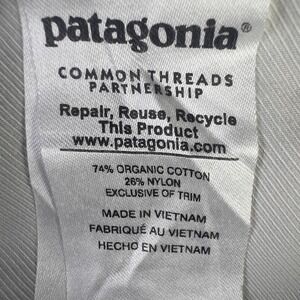 patagonia®
COMMON THREADS
PARTNERSHIP
Repair, Reuse, Recycle
This Product
www.patagonia.com
74% ORGANIC COTTON
26% NYLON
EXCLUSIVE OF TRIM
MADE IN VIETNAM
FABRIQUÉ AU VIETNAM
HECHO EN VIETNAM